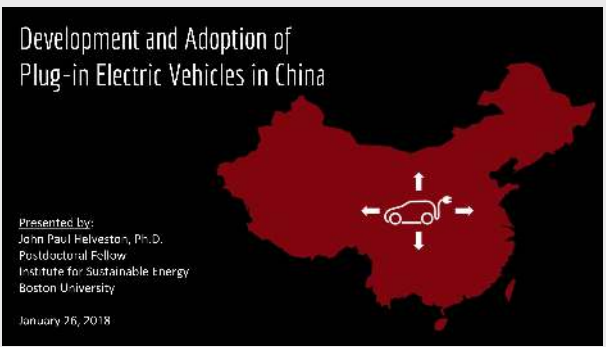 Development and Adoption of
Plug-in Electric Vehicles in China
Presented by:
John Paul Helveston, Ph.D.
Postdoctoral Fellow
Institute for Sustainable Energy
Boston University
January 26, 2018